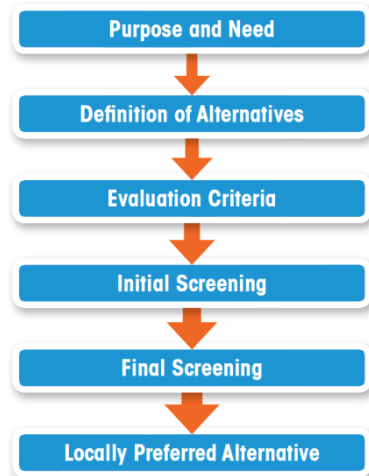 Purpose and Need
Definition of Alternatives
Evaluation Criteria
Initial Screening
Final Screening
Locally Preferred Alternative